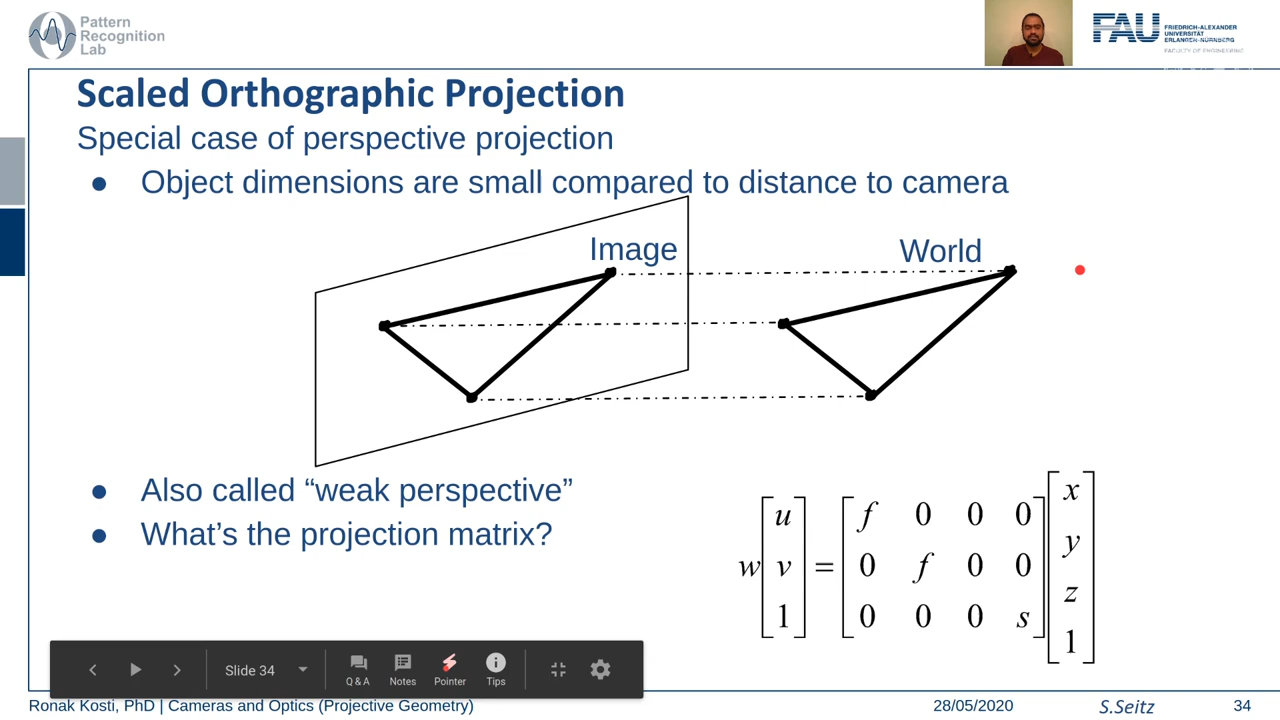 Pattern
Recognition
Lab
FAU
FRIEDRICH-ALEXANDER
UNIVERSITÄT
ERLANGEN-NÜRNBERG
FACULTY OF ENGINEERING
Scaled Orthographic Projection
Special case of perspective projection
● Object dimensions are small compared to distance to camera
Image
World
● Also called “weak perspective”
● What’s the projection matrix?
w [u v 1] = [f 0 0 0; 0 f 0 0; 0 0 0 s] [x y z 1]
Slide 34
Q & A
Notes
Pointer
Tips
Ronak Kosti, PhD | Cameras and Optics (Projective Geometry)
28/05/2020
S.Seitz
34